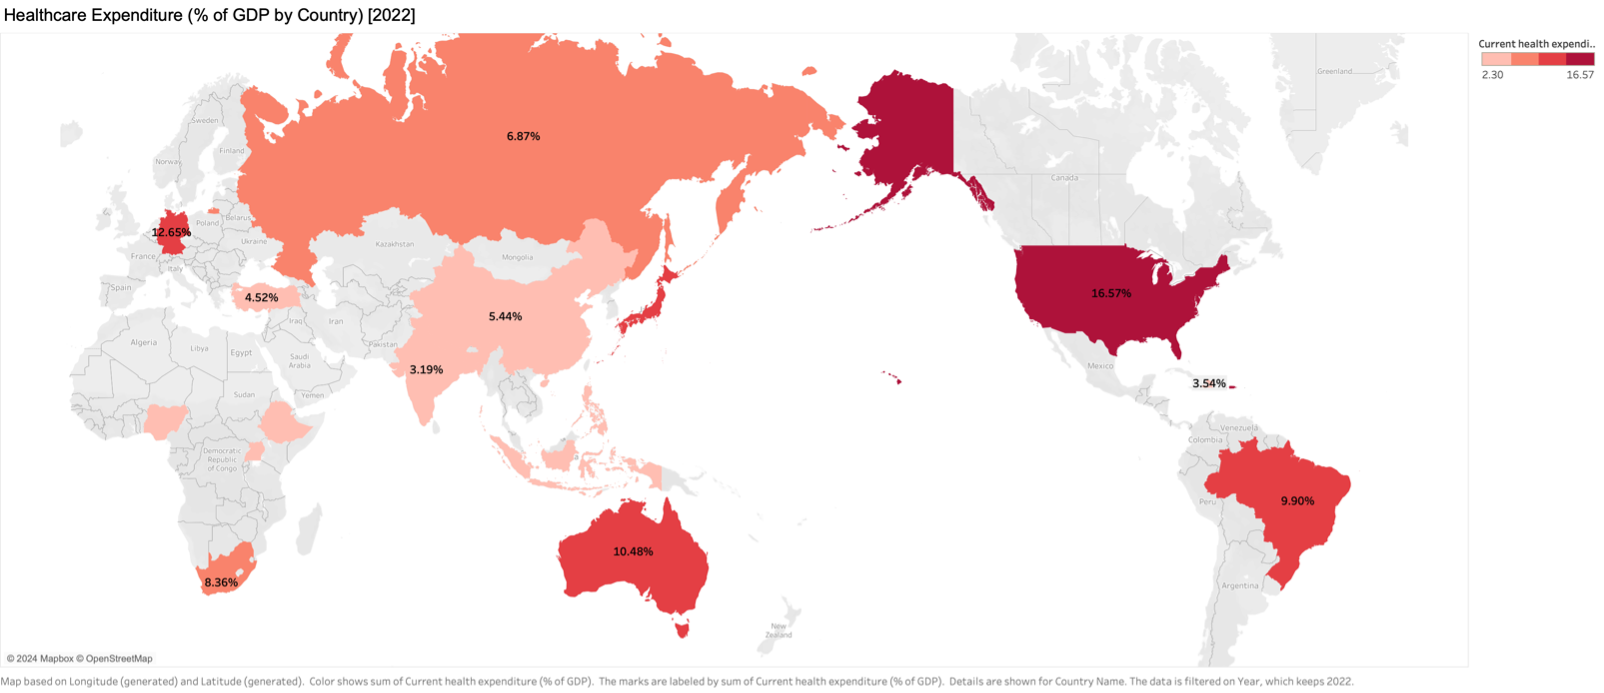 Healthcare Expenditure (% of GDP by Country) [2022]
Current health expendi..
2.30
16.57
Greenland
Sweden
Finland
Norway
6.87%
Canada
12.65%
Poland
Belarus
Ukraine
France
Kazakhstan
Mongolia
Italy
Spain
4.52%
16.57%
5.44%
Iraq
Iran
Algeria
Libya
Egypt
Saudi
Arabia
Pakistan
3.19%
Mexico
3.54%
Sudan
Yemen
Venezuela
Colombia
Democratic
Republic
of Congo
Peru
9.90%
10.48%
8.36%
Argentina
New
Zealand
© 2024 Mapbox © OpenStreetMap
Map based on Longitude (generated) and Latitude (generated). Color shows sum of Current health expenditure (% of GDP). The marks are labeled by sum of Current health expenditure (% of GDP). Details are shown for Country Name. The data is filtered on Year, which keeps 2022.